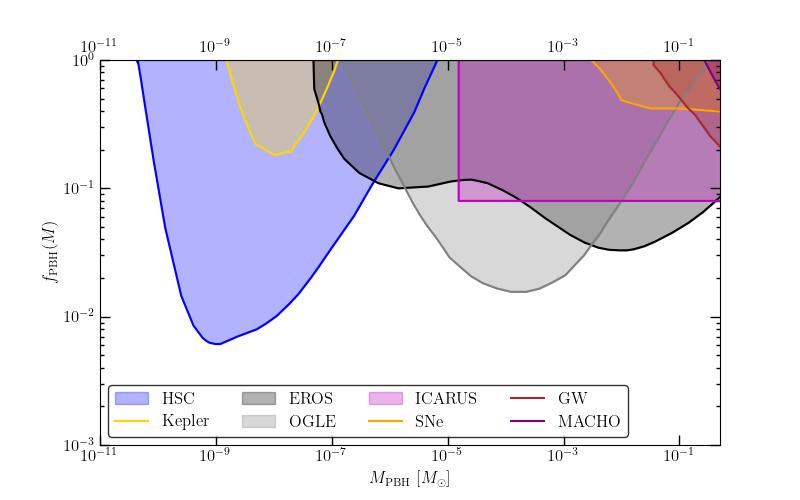 10⁻¹¹ 10⁻⁹ 10⁻⁷ 10⁻⁵ 10⁻³ 10⁻¹
10⁰
10⁻¹
10⁻²
10⁻³
f_PBH(M)
HSC EROS ICARUS GW
Kepler OGLE SNe MACHO
10⁻¹¹ 10⁻⁹ 10⁻⁷ 10⁻⁵ 10⁻³ 10⁻¹
M_PBH [M_⊙]